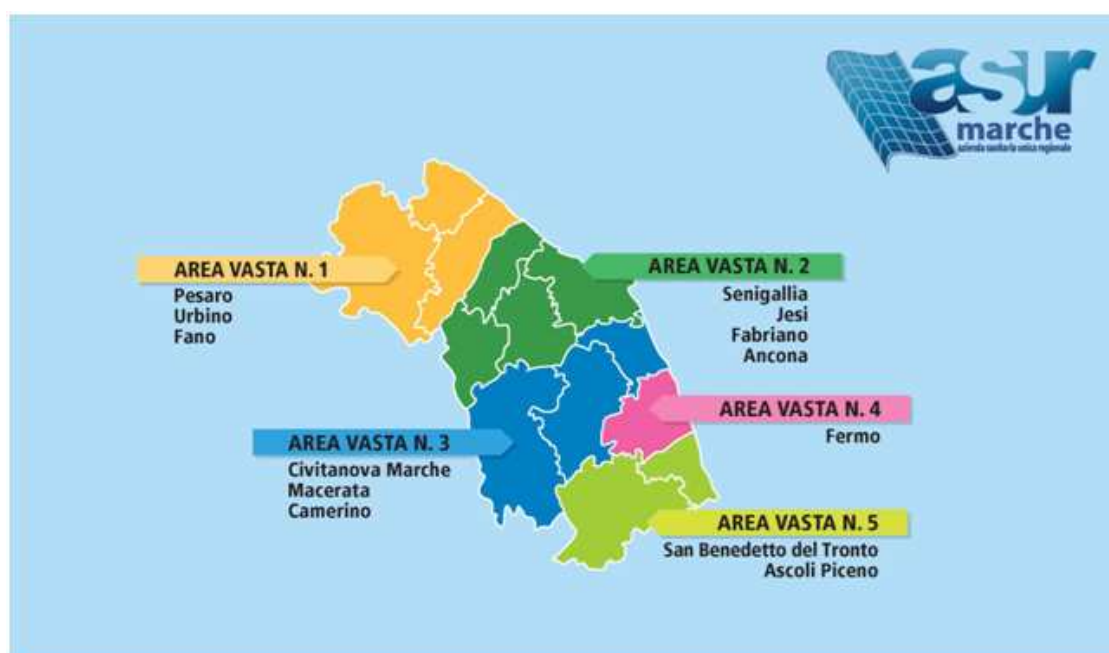 asur
marche
azienda sanitaria unica regionale
AREA VASTA N. 1
Pesaro
Urbino
Fano
AREA VASTA N. 2
Senigallia
Jesi
Fabriano
Ancona
AREA VASTA N. 4
Fermo
AREA VASTA N. 3
Civitanova Marche
Macerata
Camerino
AREA VASTA N. 5
San Benedetto del Tronto
Ascoli Piceno